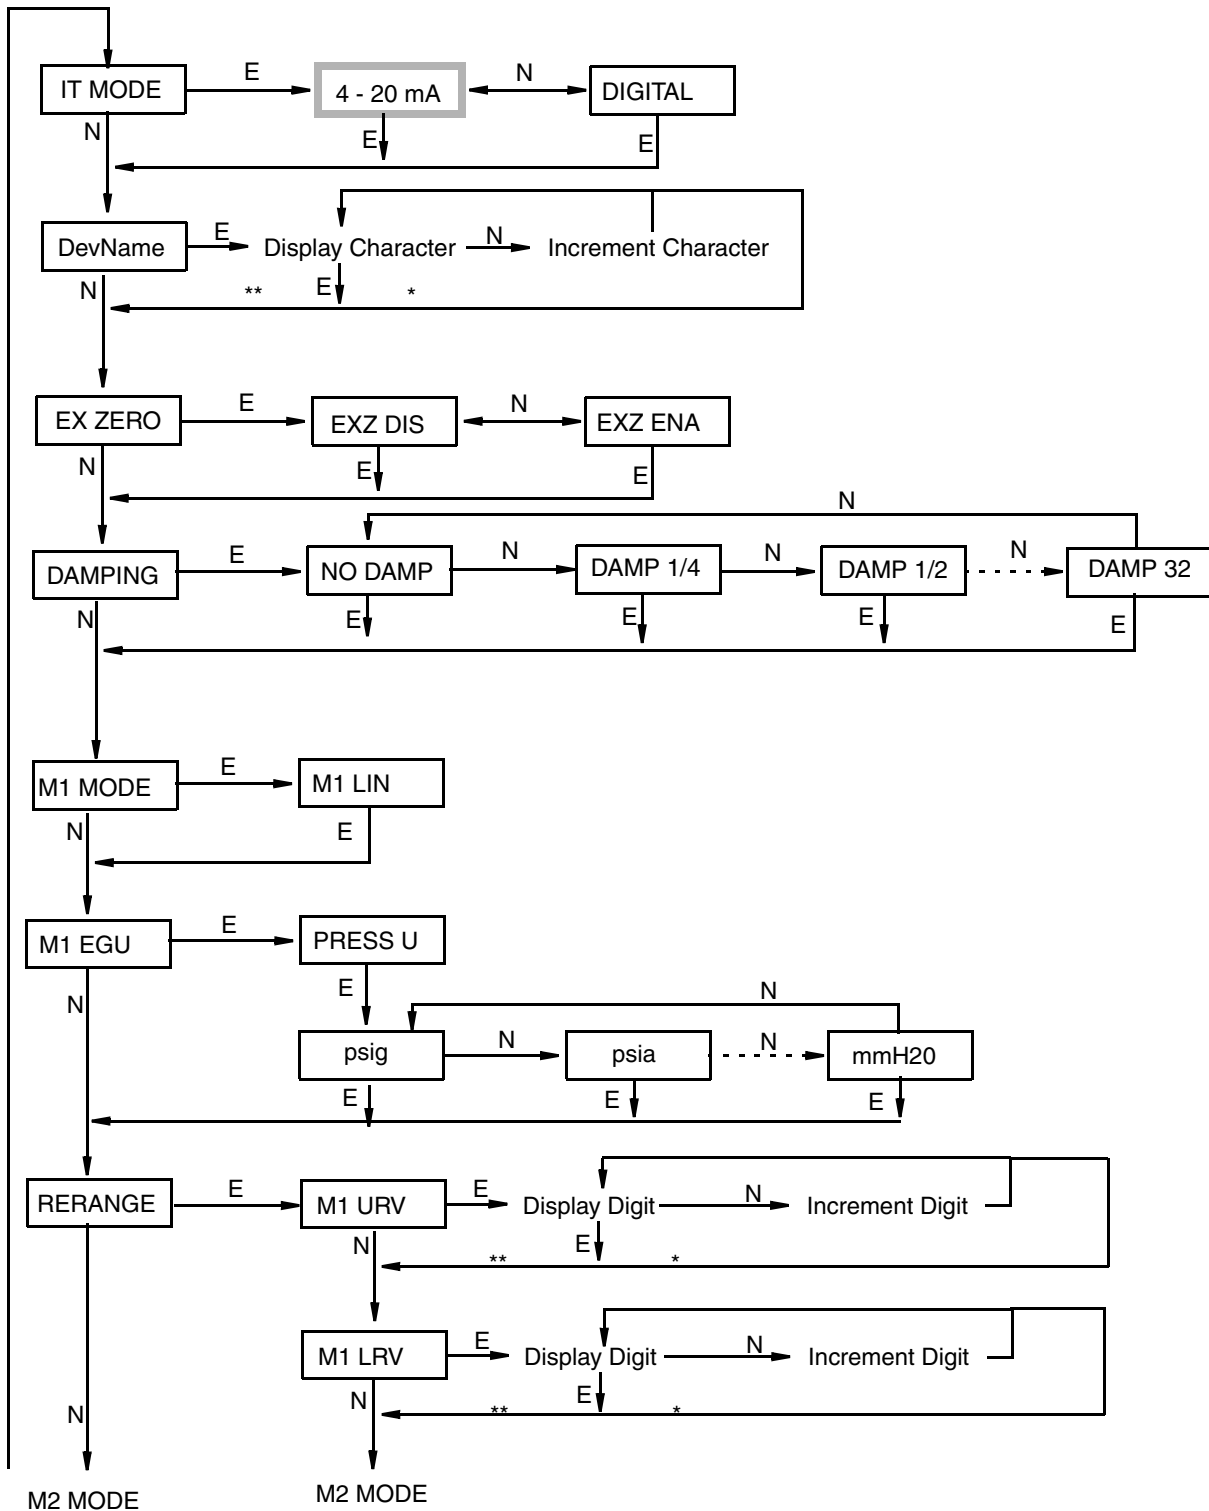 E N
IT MODE 4 - 20 mA DIGITAL
N E E
DevName E Display Character N Increment Character
N ** E *
EX ZERO E EXZ DIS N EXZ ENA
N E E
N
DAMPING E NO DAMP N DAMP 1/4 N DAMP 1/2 N DAMP 32
N E E E E
M1 MODE E M1 LIN
N E
M1 EGU E PRESS U
N E
N
psig N psia N mmH20
E E E
RERANGE E M1 URV E Display Digit N Increment Digit
N E
** *
M1 LRV E Display Digit N Increment Digit
N N E
** *
M2 MODE M2 MODE